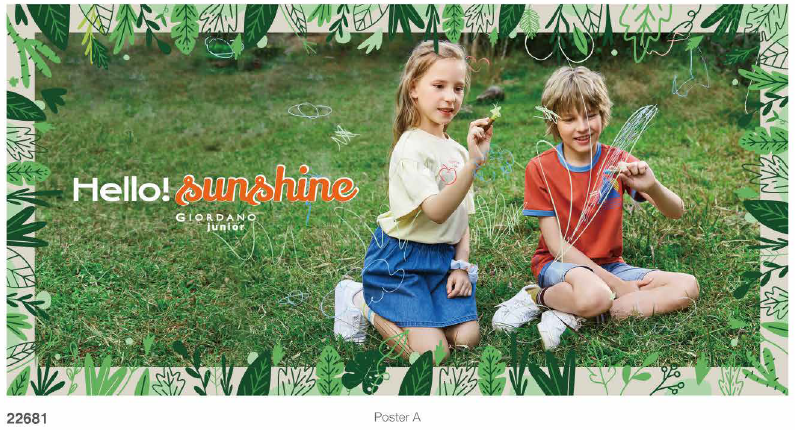 Hello! sunshine
GIORDANO
junior
22681
Poster A